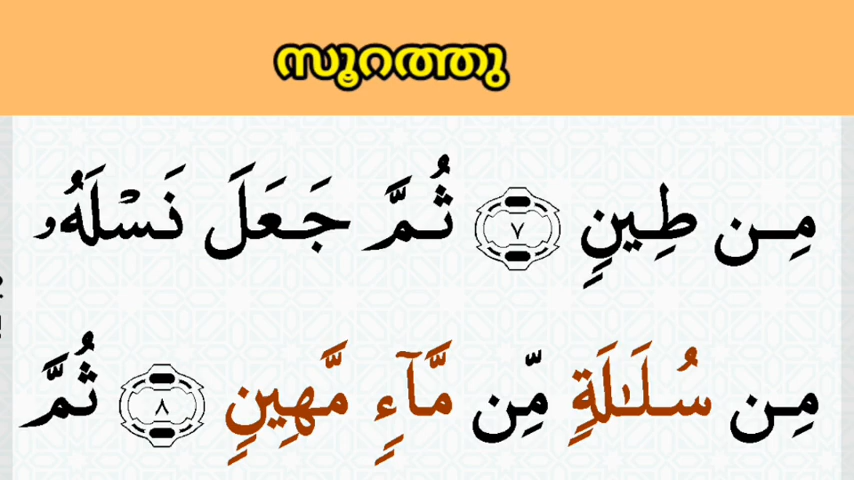 സൂറത്തു
مِن طِينٍ ۝٧ ثُمَّ جَعَلَ نَسْلَهُۥ
مِن سُلَـٰلَةٍ مِّن مَّآءٍ مَّهِينٍ ۝٨ ثُمَّ